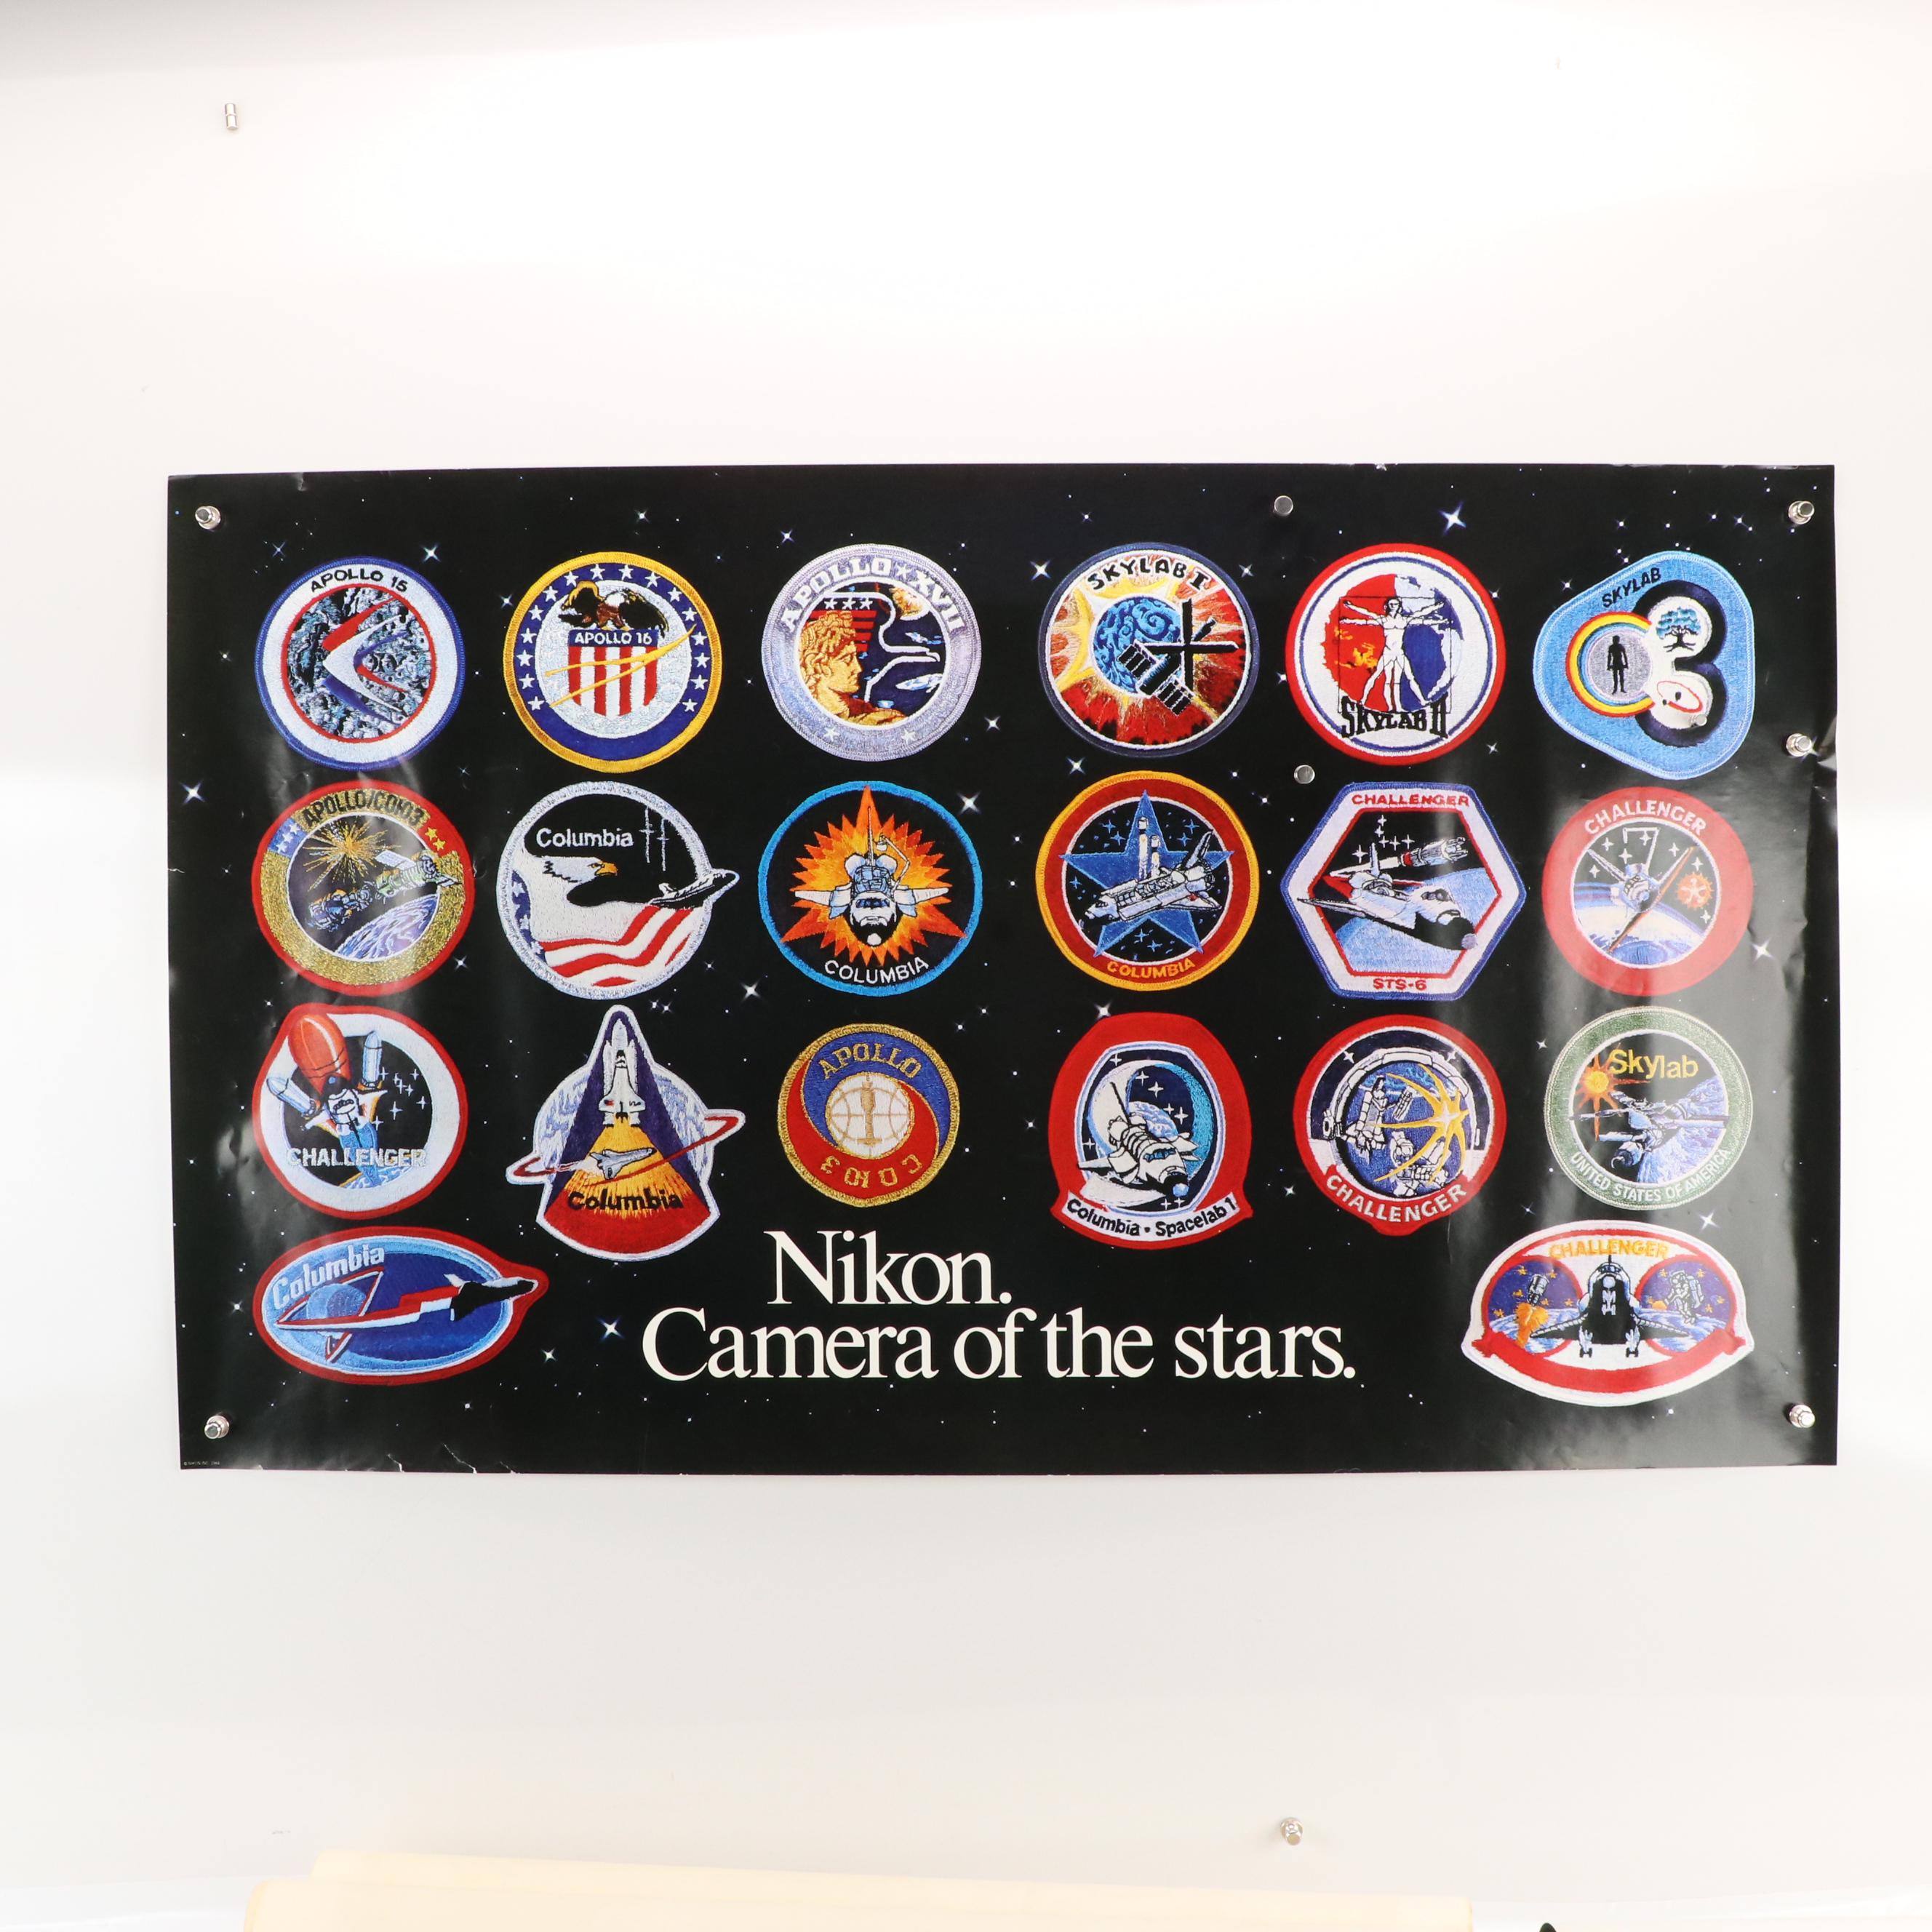 APOLLO 15
APOLLO 16
APOLLO XVII
SKYLAB I
SKYLAB II
SKYLAB
APOLLO/СОЮЗ
Columbia
COLUMBIA
COLUMBIA
CHALLENGER
STS-6
CHALLENGER
CHALLENGER
Columbia
APOLLO
СОЮЗ
Columbia • Spacelab 1
CHALLENGER
Skylab
UNITED STATES OF AMERICA
Columbia
CHALLENGER
Nikon.
Camera of the stars.